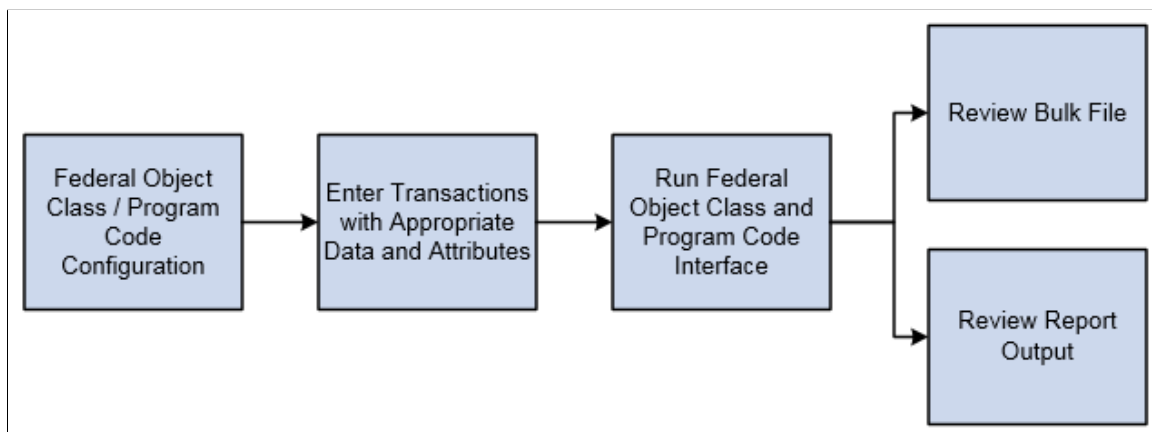 Federal Object
Class / Program
Code
Configuration
Enter Transactions
with Appropriate
Data and Attributes
Run Federal
Object Class and
Program Code
Interface
Review Bulk File
Review Report
Output